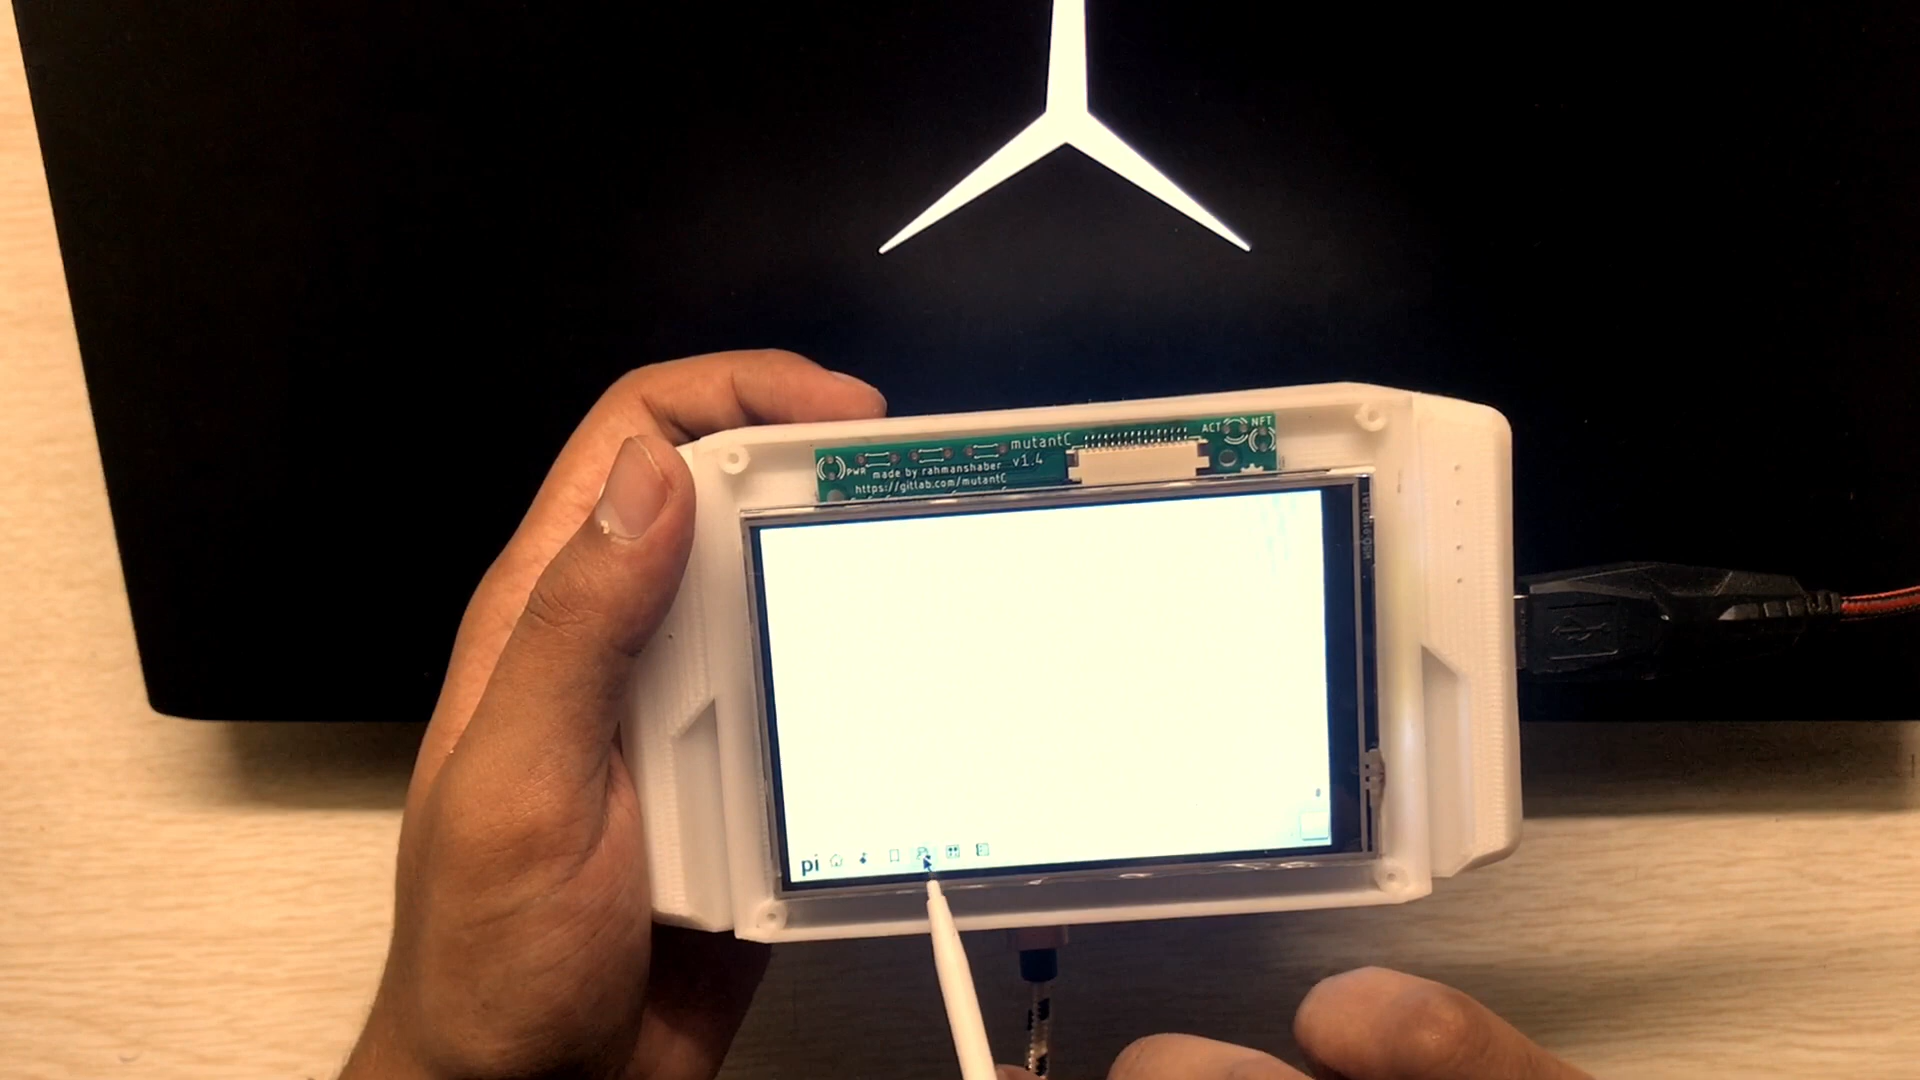 mutantC
v1.4
ACT
NFT
PWR
made by rahmanshaber
https://gitlab.com/mutantC
pi